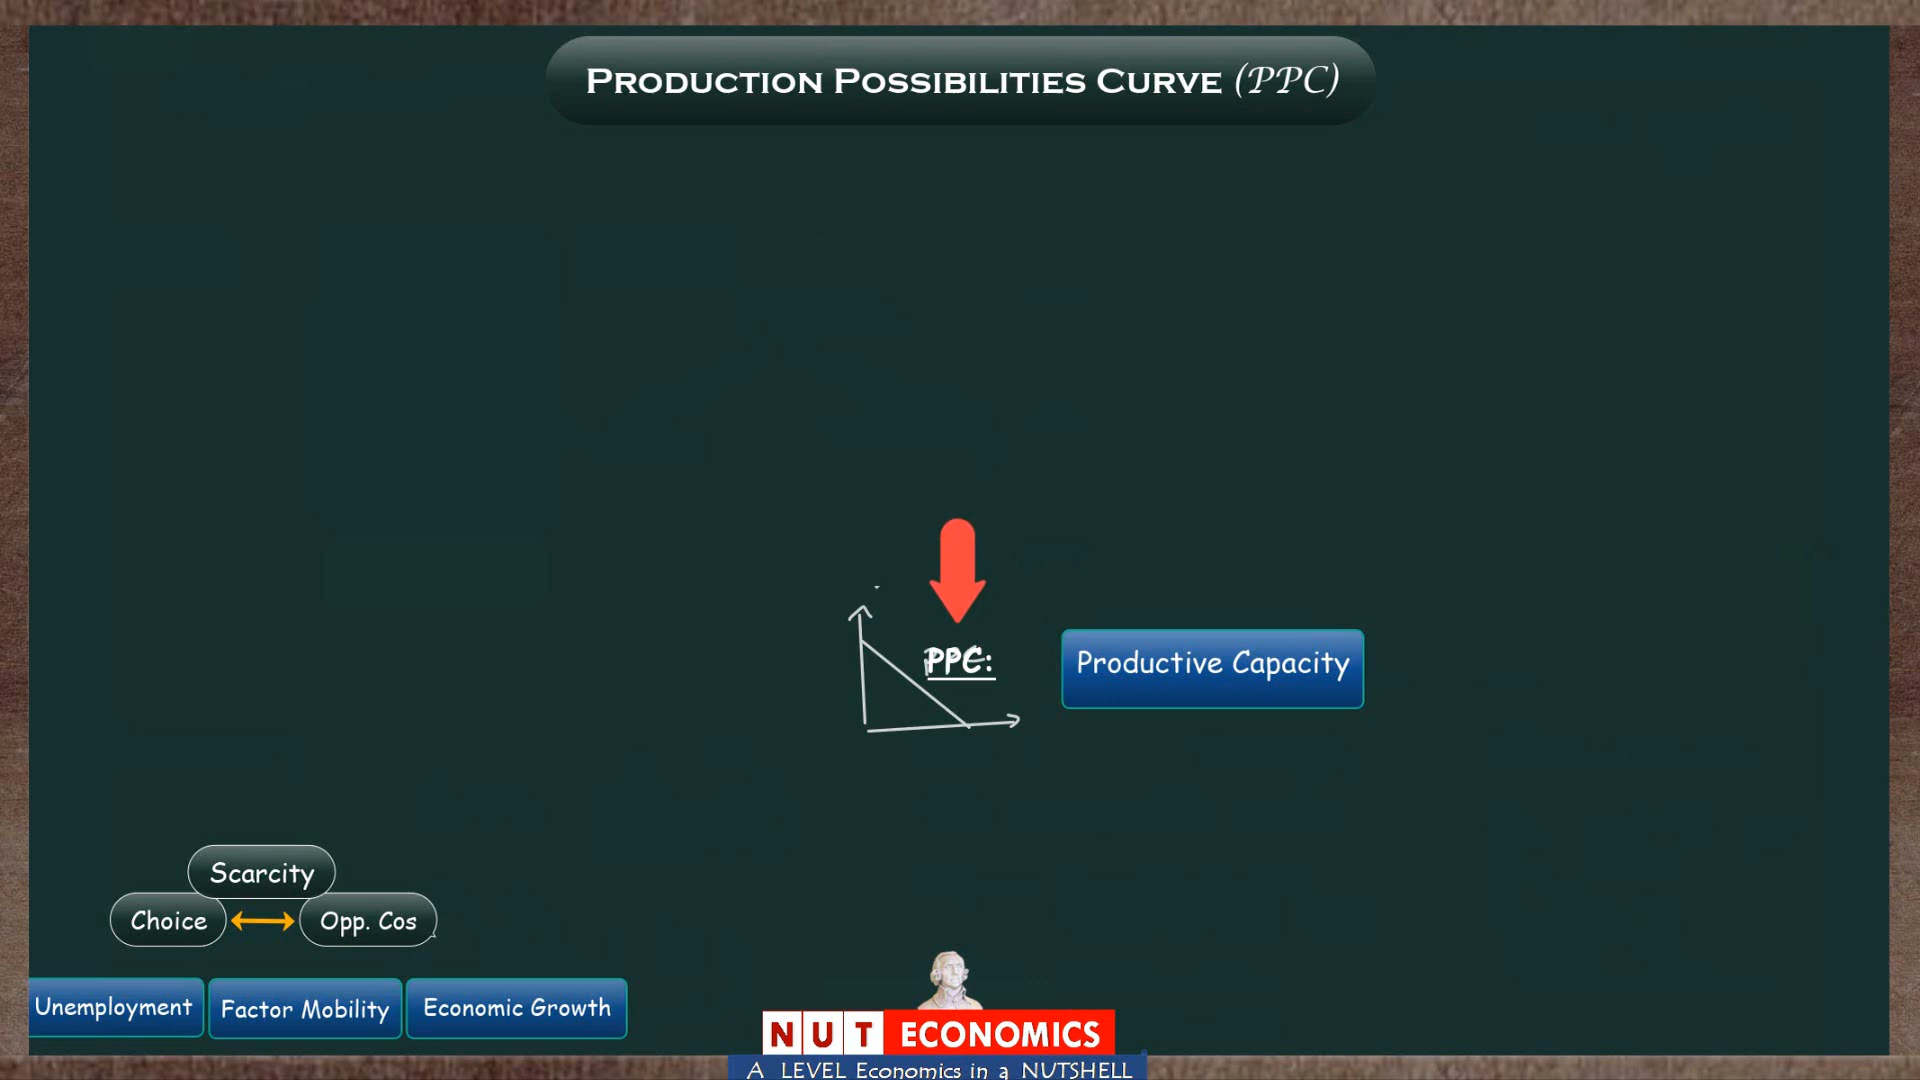 PRODUCTION POSSIBILITIES CURVE (PPC)
PPC:
Productive Capacity
Scarcity
Choice
Opp. Cos
Unemployment
Factor Mobility
Economic Growth
NUT ECONOMICS
A LEVEL Economics in a NUTSHELL